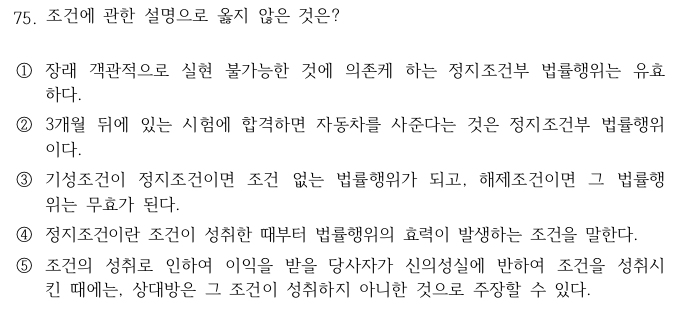 75. 조건에 관한 설명으로 옳지 않은 것은?
① 장래 객관적으로 실현 불가능한 것에 의존케 하는 정지조건부 법률행위는 유효
하다.
② 3개월 뒤에 있는 시험에 합격하면 자동차를 사준다는 것은 정지조건부 법률행위
이다.
③ 기성조건이 정지조건이면 조건 없는 법률행위가 되고, 해제조건이면 그 법률행
위는 무효가 된다.
④ 정지조건이란 조건이 성취한 때부터 법률행위의 효력이 발생하는 조건을 말한다.
⑤ 조건의 성취로 인하여 이익을 받을 당사자가 신의성실에 반하여 조건을 성취시
킨 때에는, 상대방은 그 조건이 성취하지 아니한 것으로 주장할 수 있다.